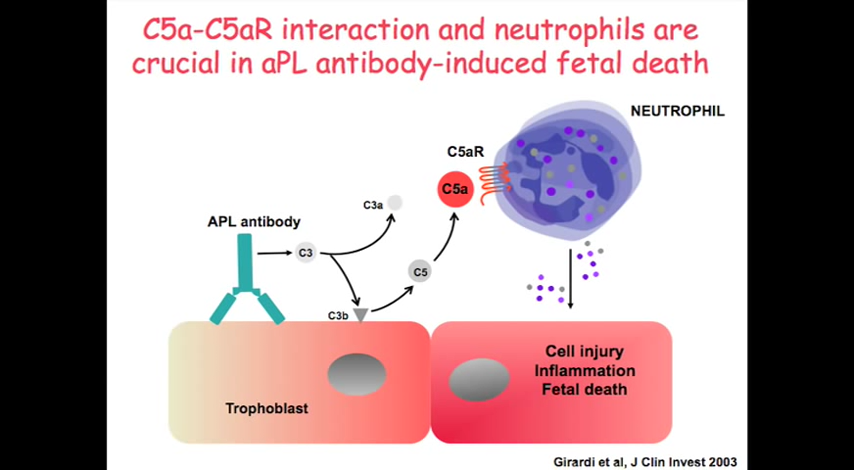 C5a-C5aR interaction and neutrophils are
crucial in aPL antibody-induced fetal death
NEUTROPHIL
C5aR
C5a
C3a
APL antibody
C3
C5
C3b
Cell injury
Inflammation
Fetal death
Trophoblast
Girardi et al, J Clin Invest 2003